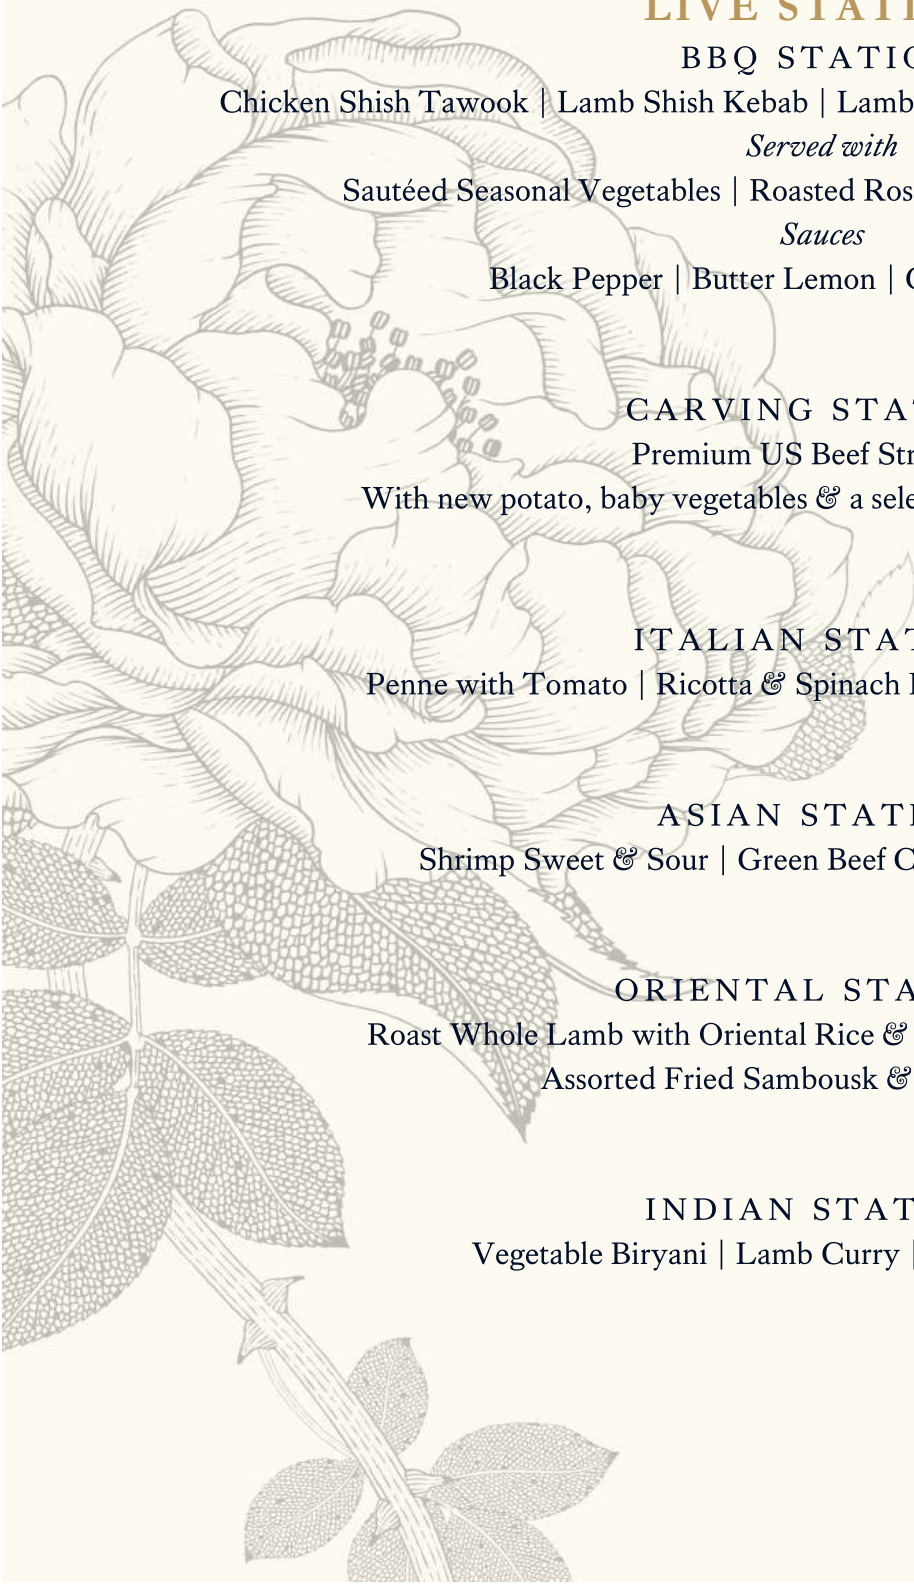 LIVE STATI
BBQ STATIO
Chicken Shish Tawook | Lamb Shish Kebab | Lamb
Served with
Sautéed Seasonal Vegetables | Roasted Ros
Sauces
Black Pepper | Butter Lemon |
CARVING STAT
Premium US Beef Str
With new potato, baby vegetables & a sele
ITALIAN STAT
Penne with Tomato | Ricotta & Spinach
ASIAN STATI
Shrimp Sweet & Sour | Green Beef C
ORIENTAL STA
Roast Whole Lamb with Oriental Rice &
Assorted Fried Sambousk &
INDIAN STAT
Vegetable Biryani | Lamb Curry |